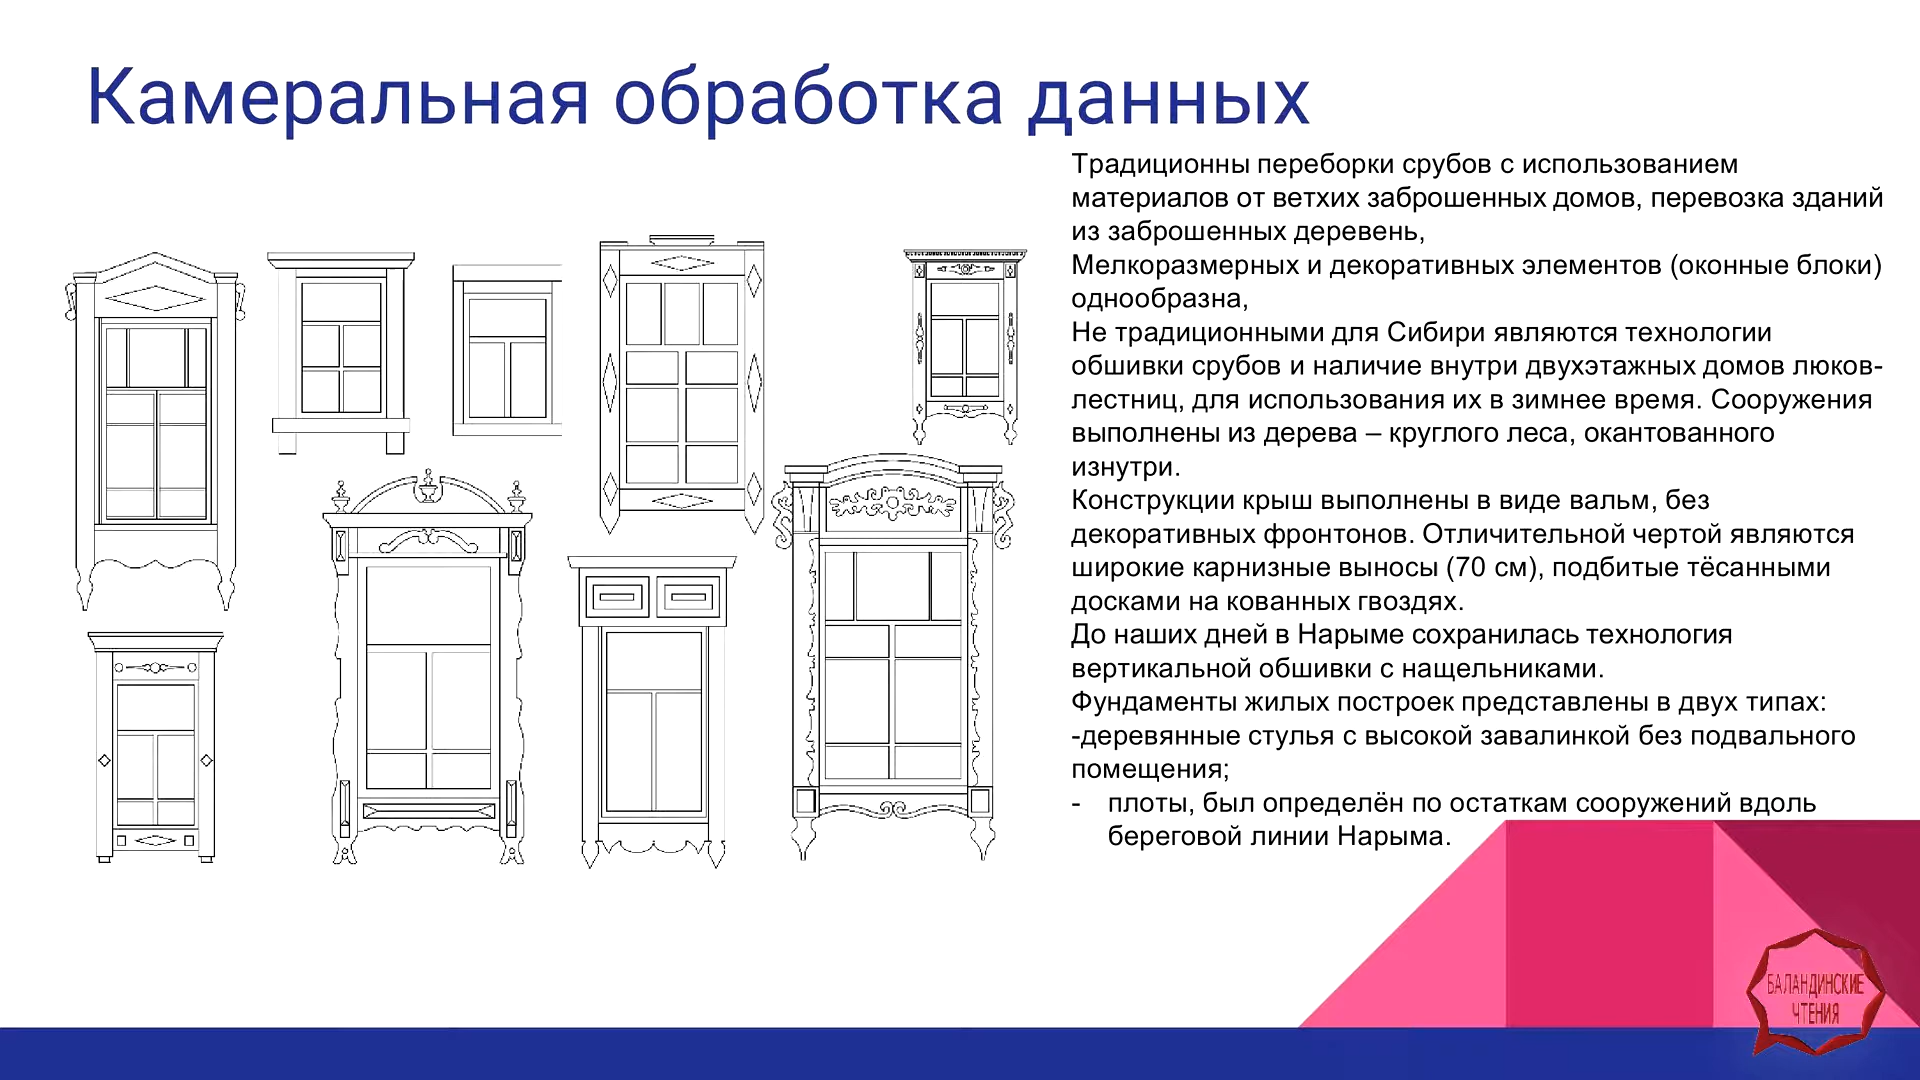 Камеральная обработка данных
Традиционны переборки срубов с использованием
материалов от ветхих заброшенных домов, перевозка зданий
из заброшенных деревень,
Мелкоразмерных и декоративных элементов (оконные блоки)
однообразна,
Не традиционными для Сибири являются технологии
обшивки срубов и наличие внутри двухэтажных домов люков-
лестниц, для использования их в зимнее время. Сооружения
выполнены из дерева – круглого леса, окантованного
изнутри.
Конструкции крыш выполнены в виде вальм, без
декоративных фронтонов. Отличительной чертой являются
широкие карнизные выносы (70 см), подбитые тёсанными
досками на кованных гвоздях.
До наших дней в Нарыме сохранилась технология
вертикальной обшивки с нащельниками.
Фундаменты жилых построек представлены в двух типах:
-деревянные стулья с высокой завалинкой без подвального
помещения;
- плоты, был определён по остаткам сооружений вдоль
береговой линии Нарыма.
БАЛАНДИНСКИЕ
ЧТЕНИЯ